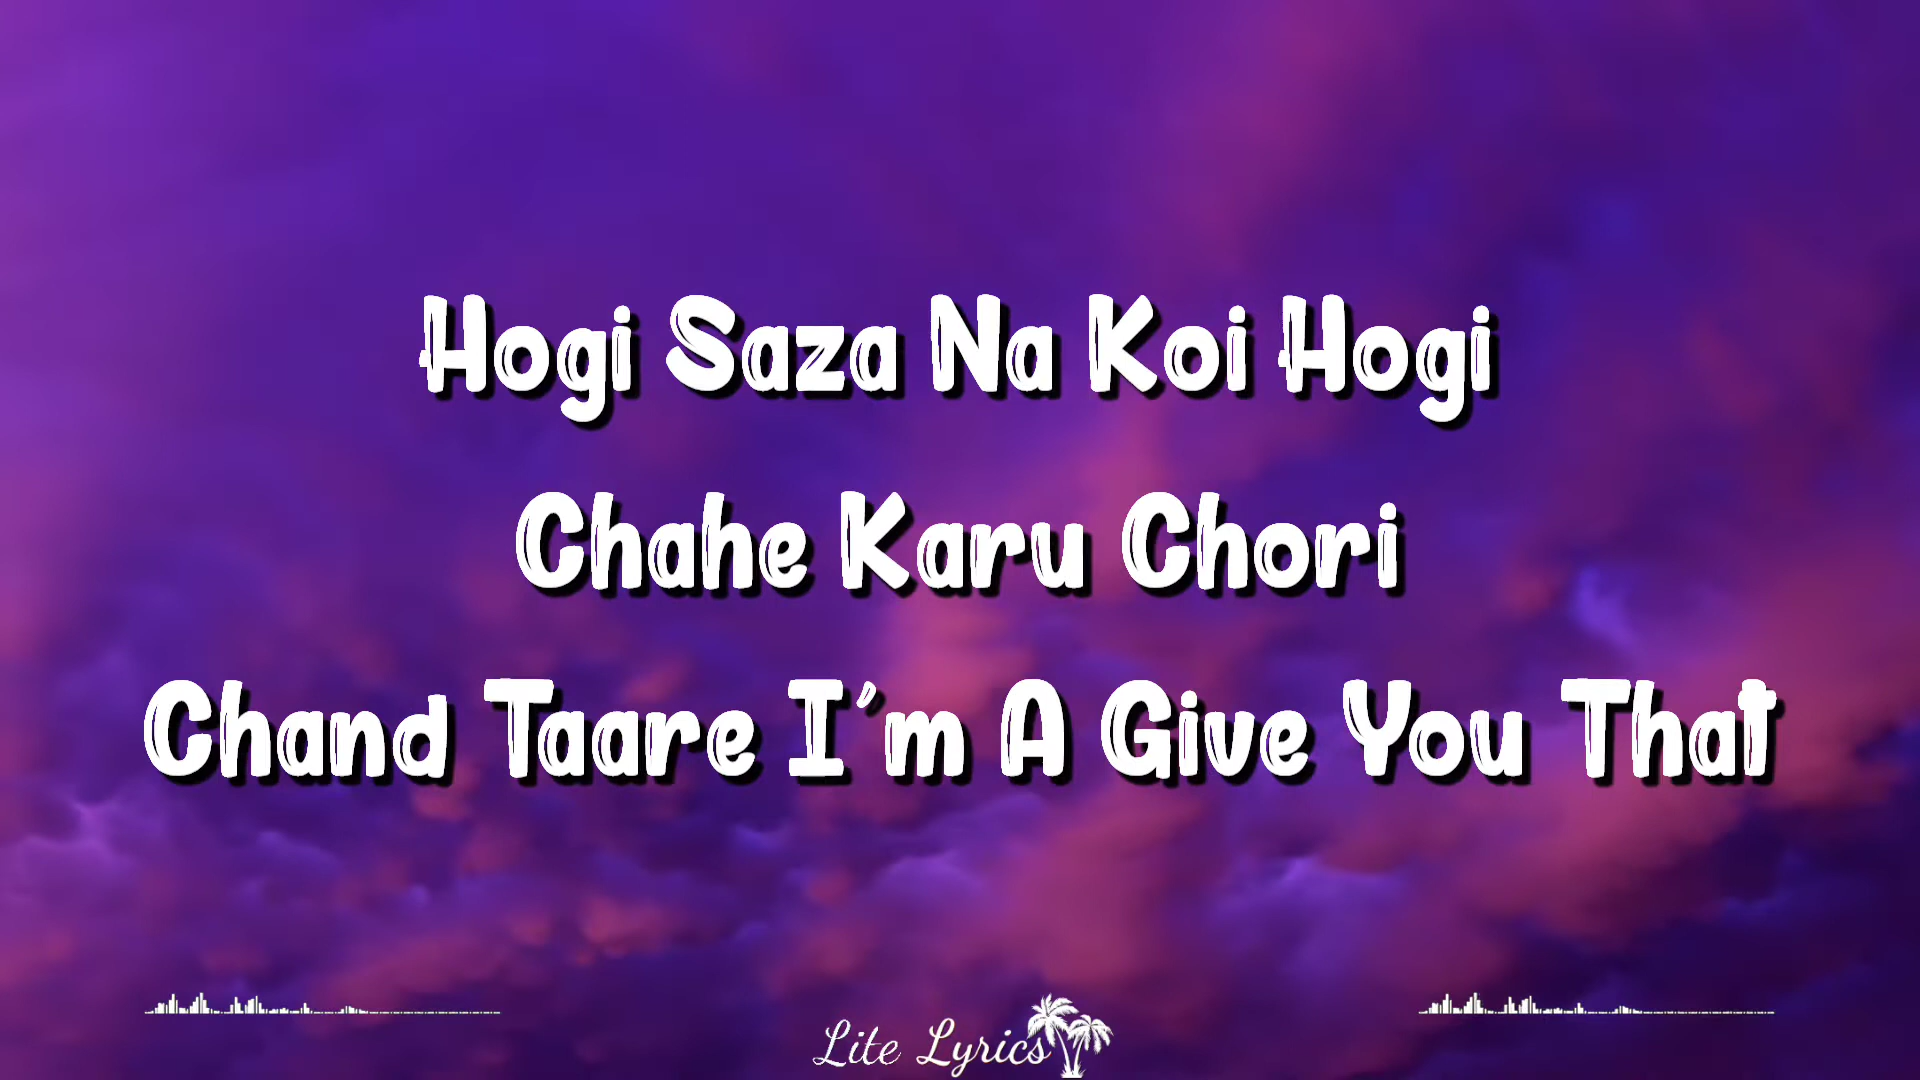 Hogi Saza Na Koi Hogi
Chahe Karu Chori
Chand Taare I'm A Give You That
Lite Lyrics